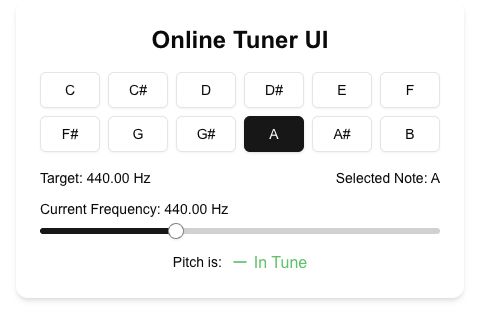 Online Tuner UI
C C# D D# E F
F# G G# A A# B
Target: 440.00 Hz Selected Note: A
Current Frequency: 440.00 Hz
Pitch is: In Tune